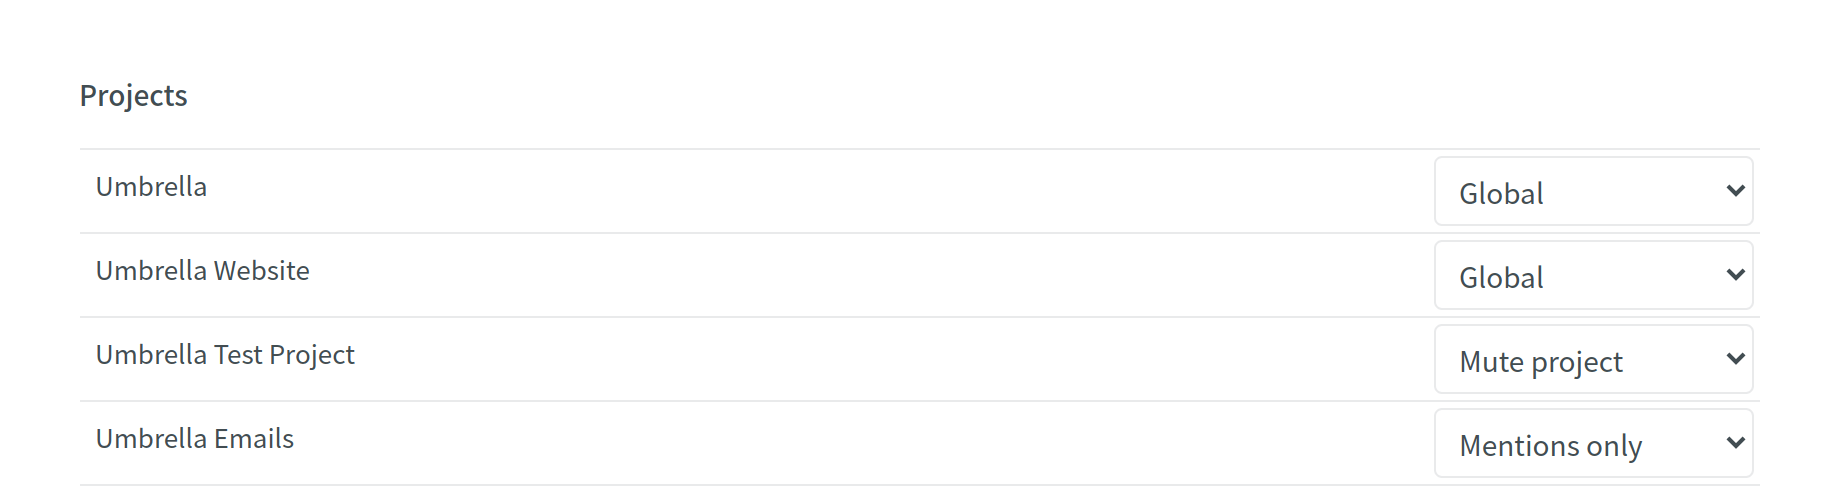 Projects
Umbrella Global
Umbrella Website Global
Umbrella Test Project Mute project
Umbrella Emails Mentions only